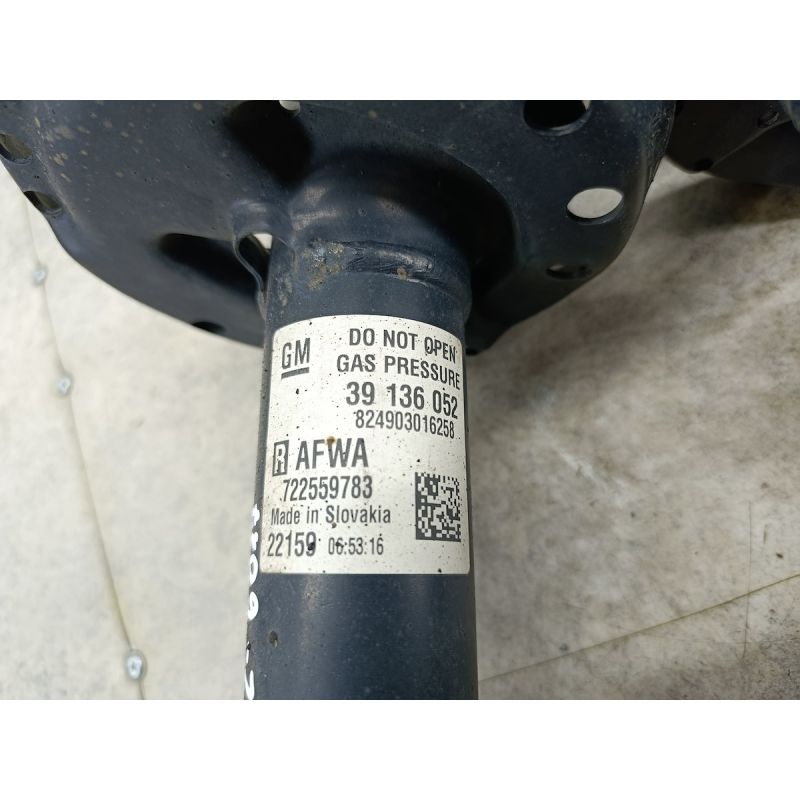 GM
DO NOT OPEN
GAS PRESSURE
39 136 052
824903016258
R AFWA
722559783
Made in Slovakia
22159 06:53:16